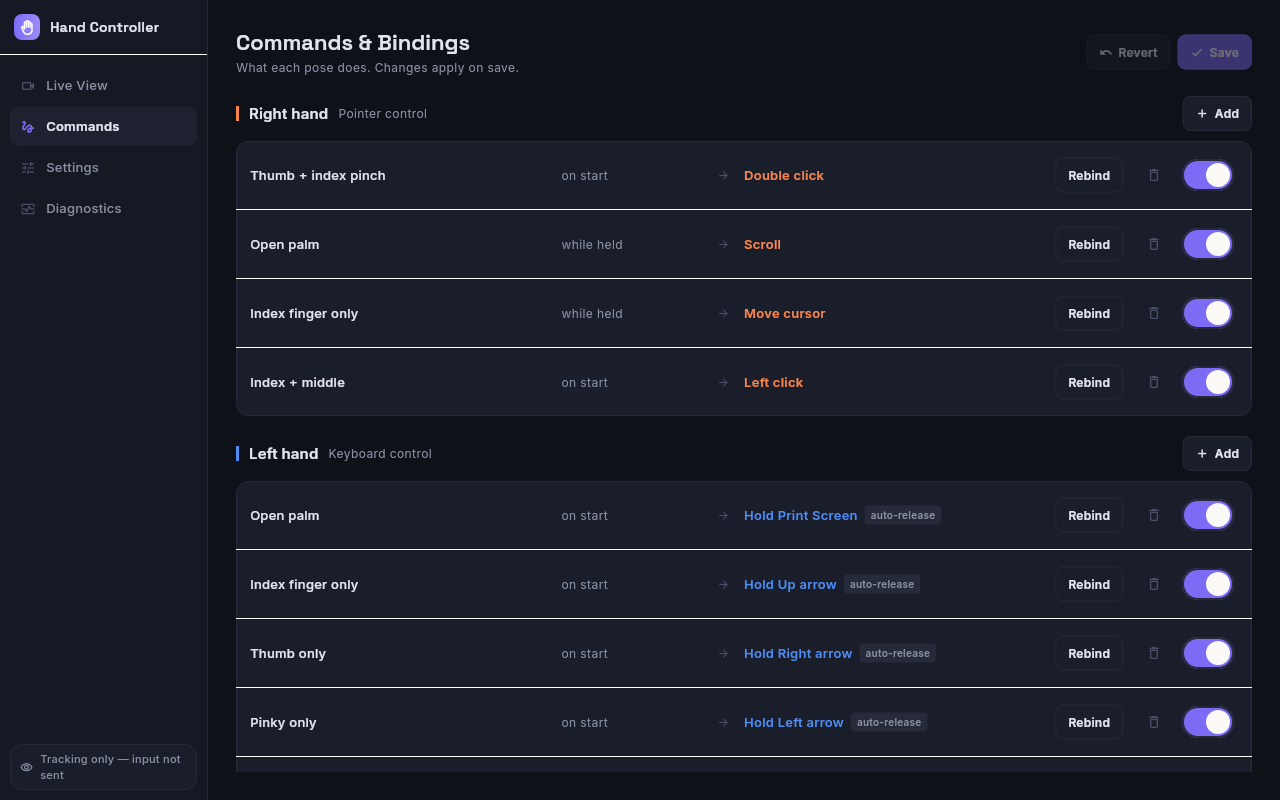 Hand Controller
Live View
Commands
Settings
Diagnostics
Tracking only — input not
sent
Commands & Bindings
What each pose does. Changes apply on save.
Revert
Save
Right hand Pointer control
Add
Thumb + index pinch on start → Double click Rebind
Open palm while held → Scroll Rebind
Index finger only while held → Move cursor Rebind
Index + middle on start → Left click Rebind
Left hand Keyboard control
Add
Open palm on start → Hold Print Screen auto-release Rebind
Index finger only on start → Hold Up arrow auto-release Rebind
Thumb only on start → Hold Right arrow auto-release Rebind
Pinky only on start → Hold Left arrow auto-release Rebind